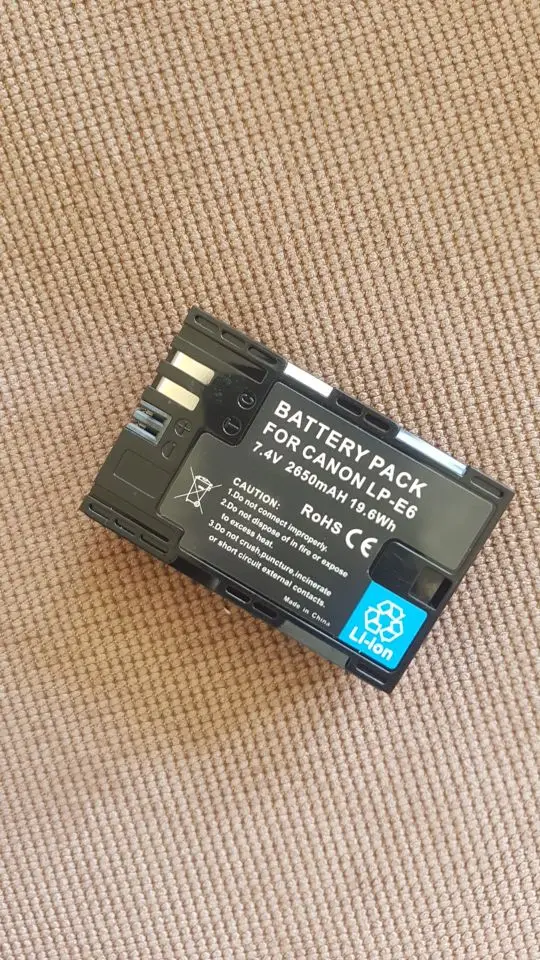 BATTERY PACK
FOR CANON LP-E6
7.4V 2650mAH 19.6Wh
RoHS CE
CAUTION:
1.Do not connect improperly.
2.Do not dispose of in fire or expose
to excess heat.
3.Do not crush,puncture,incinerate
or short circuit external contacts.
Made in China
Li-ion
C
T
+
-